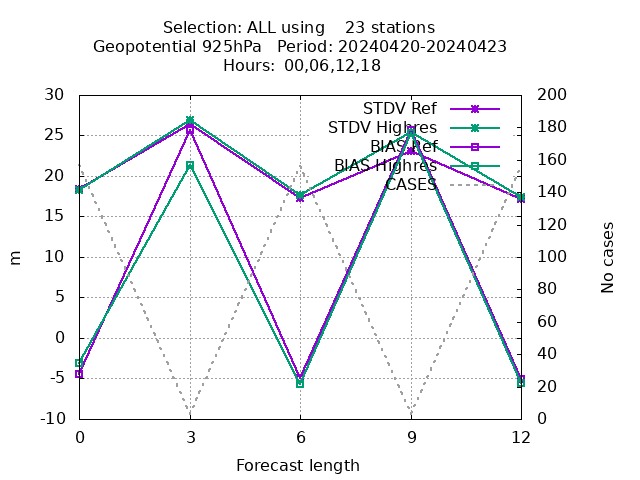 Selection: ALL using    23 stations
Geopotential 925hPa   Period: 20240420-20240423
Hours: 00,06,12,18
30
25
20
15
10
5
0
-5
-10
m
STDV Ref
STDV Highres
BIAS Ref
BIAS Highres
CASES
200
180
160
140
120
100
80
60
40
20
0
No cases
0 3 6 9 12
Forecast length